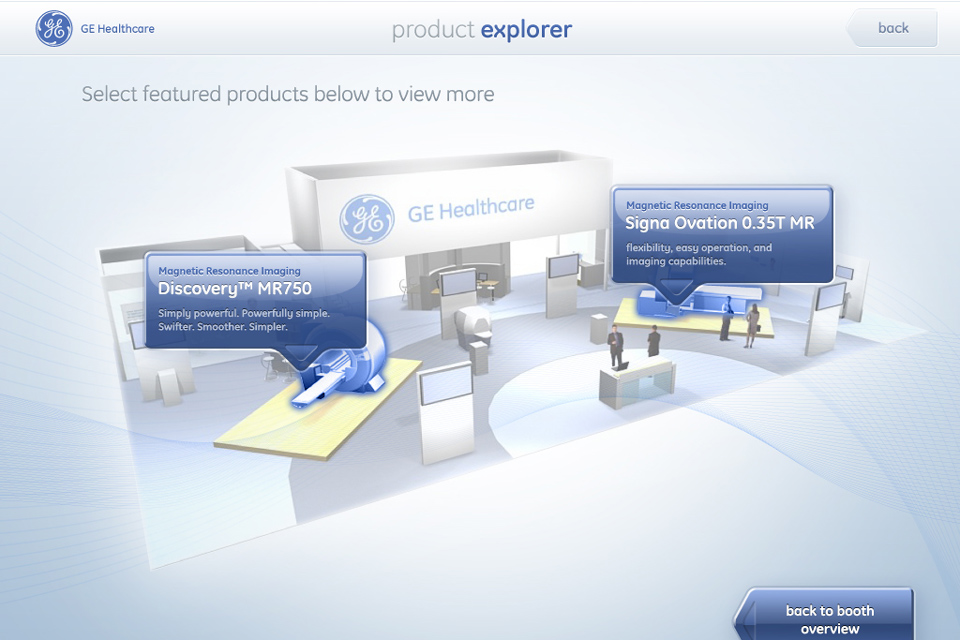 GE Healthcare
product explorer
back
Select featured products below to view more
GE Healthcare
Magnetic Resonance Imaging
Signa Ovation 0.35T MR
flexibility, easy operation, and
imaging capabilities.
Magnetic Resonance Imaging
Discovery™ MR750
Simply powerful. Powerfully simple.
Swifter. Smoother. Simpler.
back to booth
overview